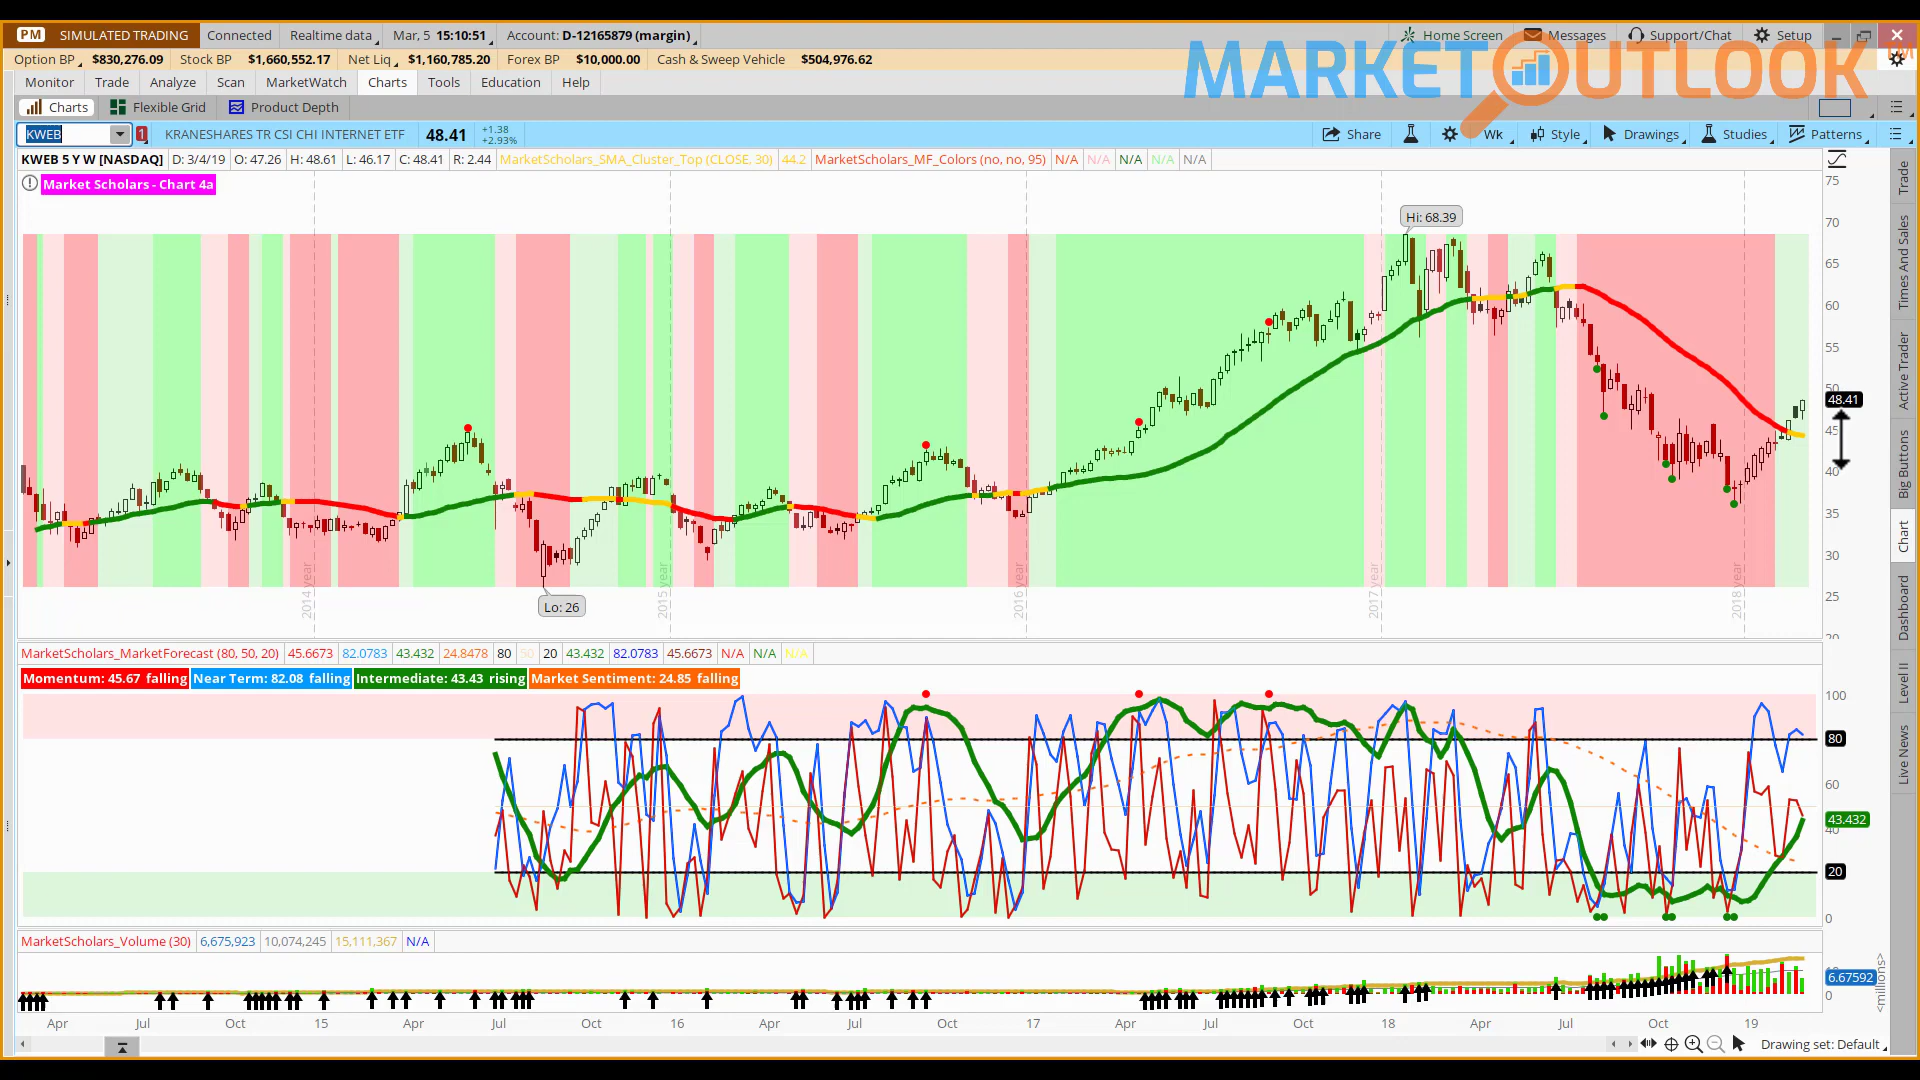 PM SIMULATED TRADING Connected Realtime data Mar, 5 15:10:51 Account: D-12165879 (margin) Home Screen Messages Support/Chat Setup
Option BP $830,276.09 Stock BP $1,660,552.17 Net Liq $1,160,785.20 Forex BP $10,000.00 Cash & Sweep Vehicle $504,976.62
MARKET OUTLOOK
TM
Monitor Trade Analyze Scan MarketWatch Charts Tools Education Help
Charts Flexible Grid Product Depth
KWEB 1 KRANESHARES TR CSI CHI INTERNET ETF 48.41 +1.38 +2.93% Share Wk Style Drawings Studies Patterns
KWEB 5 Y W [NASDAQ] D: 3/4/19 O: 47.26 H: 48.61 L: 46.17 C: 48.41 R: 2.44 MarketScholars_SMA_Cluster_Top (CLOSE, 30) 44.2 MarketScholars_MF_Colors (no, no, 95) N/A N/A N/A N/A N/A
Market Scholars - Chart 4a
75
70
Hi: 68.39
65
60
55
50
48.41
45
40
35
30
25
20
Lo: 26
2014 year
2015 year
2016 year
2017 year
2018 year
MarketScholars_MarketForecast (80, 50, 20) 45.6673 82.0783 43.432 24.8478 80 50 20 43.432 82.0783 45.6673 N/A N/A N/A
Momentum: 45.67 falling Near Term: 82.08 falling Intermediate: 43.43 rising Market Sentiment: 24.85 falling
100
80
60
43.432
40
20
0
MarketScholars_Volume (30) 6,675,923 10,074,245 15,111,367 N/A
6.67592
0
<millions>
Apr Jul Oct 15 Apr Jul Oct 16 Apr Jul Oct 17 Apr Jul Oct 18 Apr Jul Oct 19
Drawing set: Default
Trade
Times And Sales
Active Trader
Big Buttons
Chart
Dashboard
Level II
Live News